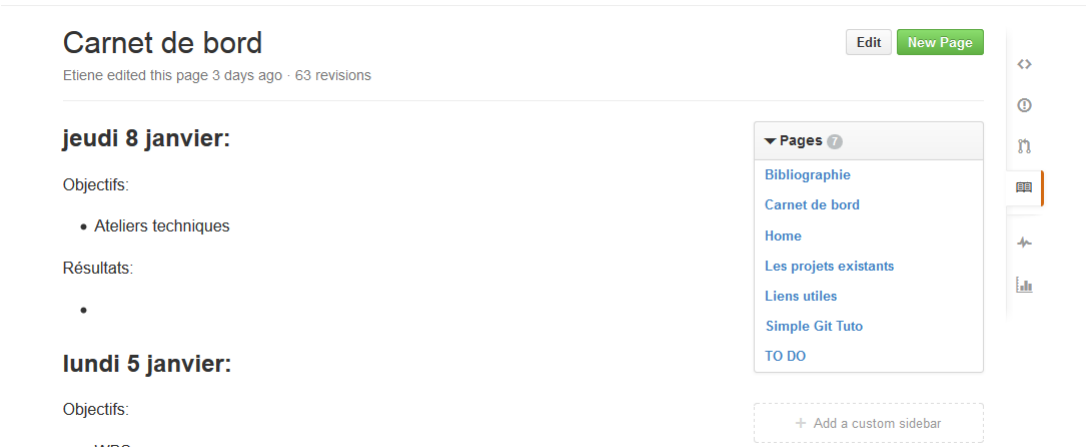 Carnet de bord
Edit
New Page
Etiene edited this page 3 days ago · 63 revisions
jeudi 8 janvier:
Objectifs:
• Ateliers techniques
Résultats:
•
lundi 5 janvier:
Objectifs:
Pages 7
Bibliographie
Carnet de bord
Home
Les projets existants
Liens utiles
Simple Git Tuto
TO DO
+ Add a custom sidebar